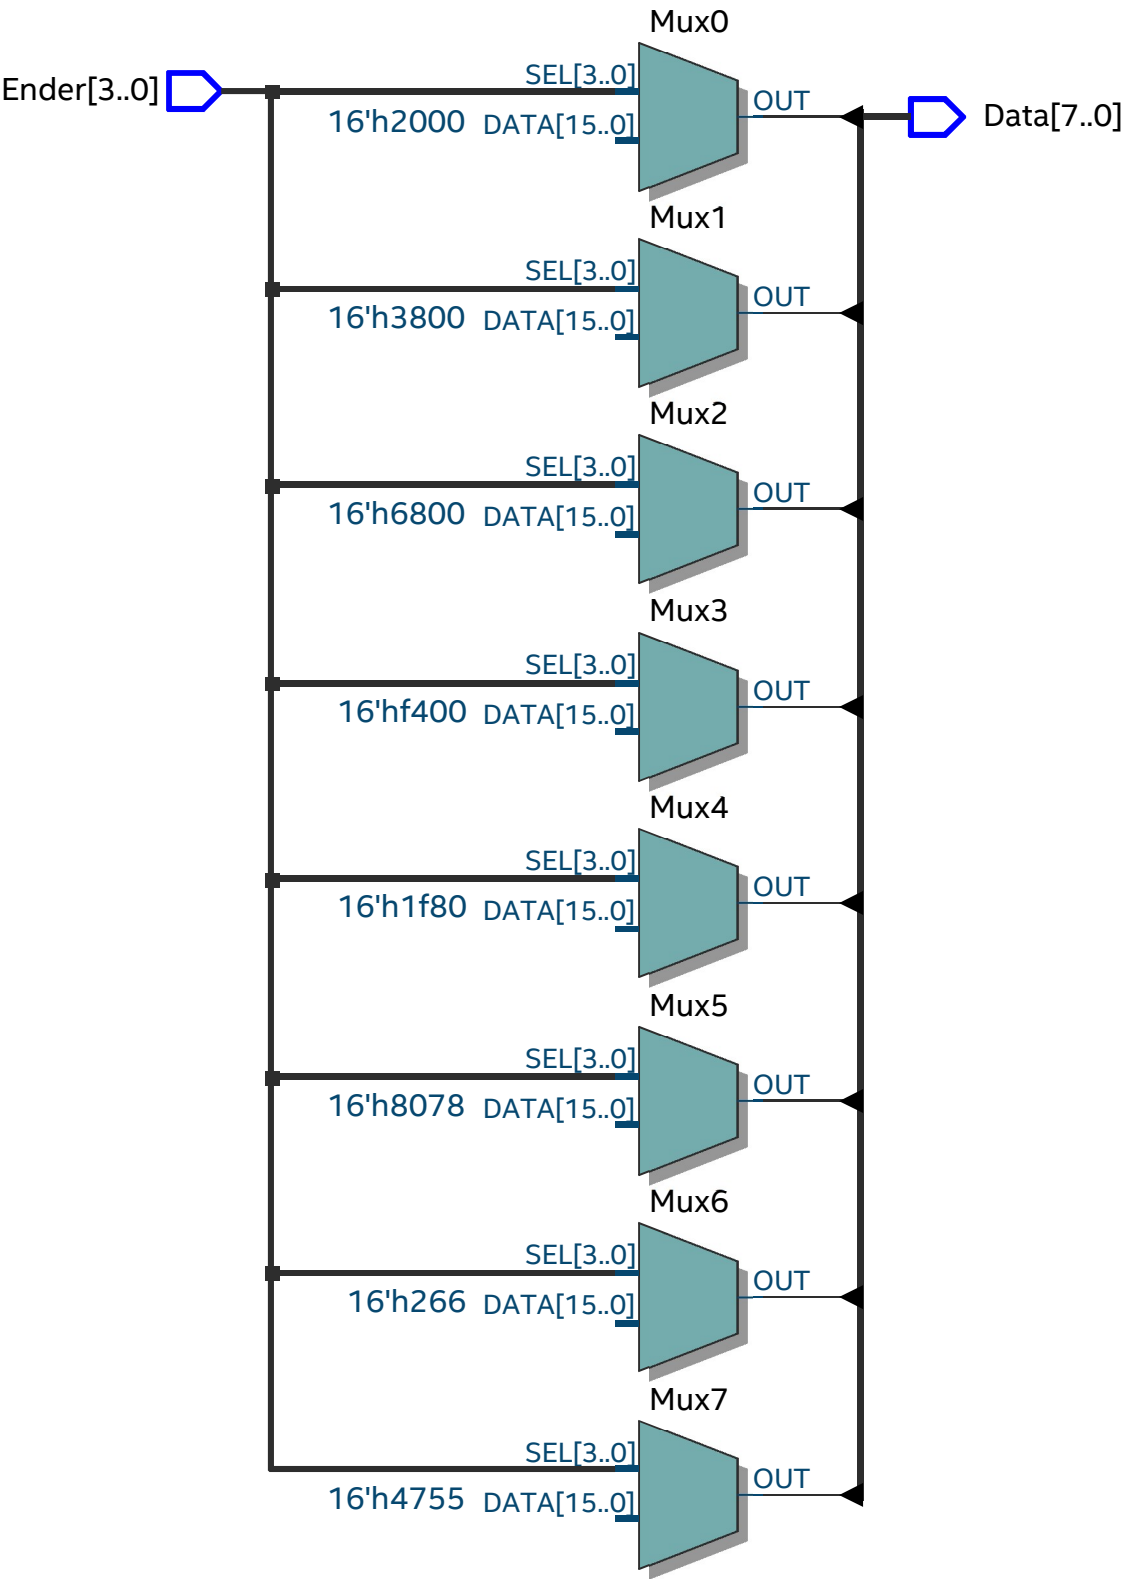 Mux0
Ender[3..0] SEL[3..0] OUT Data[7..0]
16'h2000 DATA[15..0]
Mux1
SEL[3..0] OUT
16'h3800 DATA[15..0]
Mux2
SEL[3..0] OUT
16'h6800 DATA[15..0]
Mux3
SEL[3..0] OUT
16'hf400 DATA[15..0]
Mux4
SEL[3..0] OUT
16'h1f80 DATA[15..0]
Mux5
SEL[3..0] OUT
16'h8078 DATA[15..0]
Mux6
SEL[3..0] OUT
16'h266 DATA[15..0]
Mux7
SEL[3..0] OUT
16'h4755 DATA[15..0]